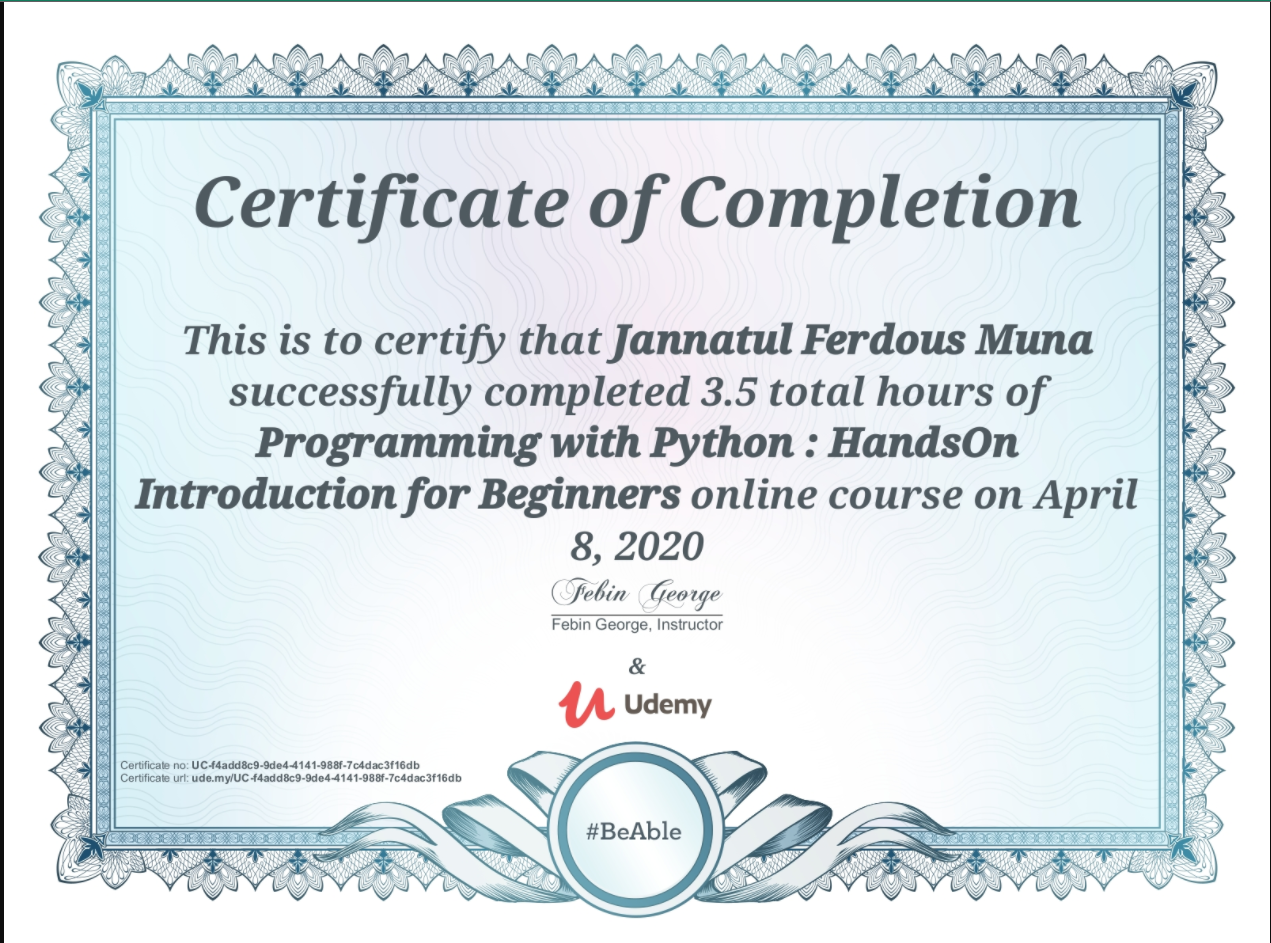 Certificate of Completion
This is to certify that Jannatul Ferdous Muna
successfully completed 3.5 total hours of
Programming with Python : HandsOn
Introduction for Beginners online course on April
8, 2020
Febin George
Febin George, Instructor
&
Udemy
Certificate no: UC-f4add8c9-9de4-4141-988f-7c4dac3f16db
Certificate url: ude.my/UC-f4add8c9-9de4-4141-988f-7c4dac3f16db
#BeAble